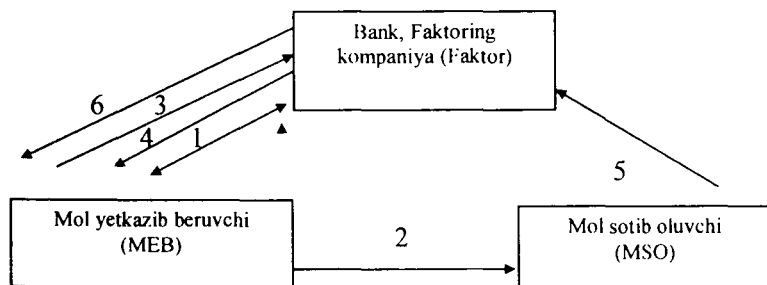 Bank, Faktoring
kompaniya (Faktor)
6
3
4
1
5
Mol yetkazib beruvchi
(MEB)
2
Mol sotib oluvchi
(MSO)